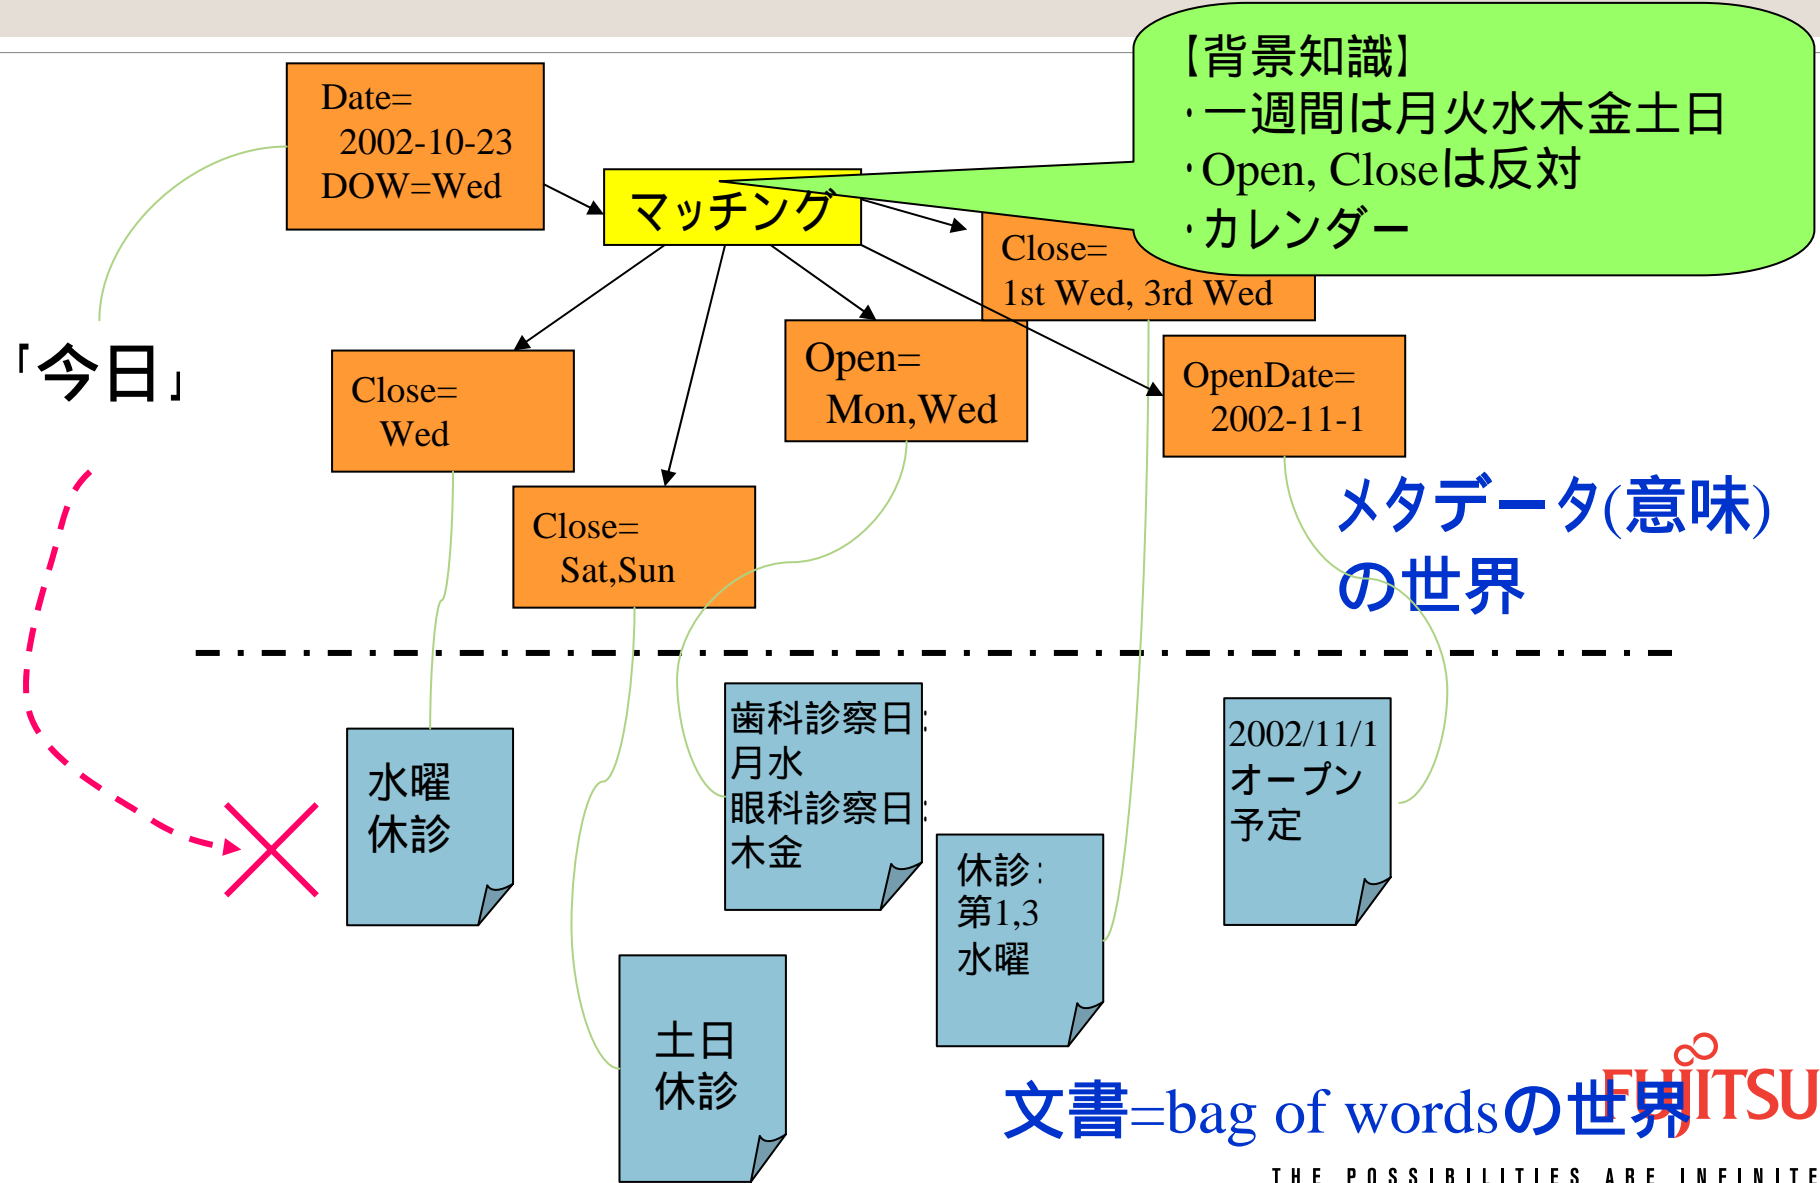 【背景知識】
・一週間は月火水木金土日
・Open, Closeは反対
・カレンダー
Date=
2002-10-23
DOW=Wed
マッチング
Close=
1st Wed, 3rd Wed
「今日」
Close=
Wed
Open=
Mon,Wed
OpenDate=
2002-11-1
Close=
Sat,Sun
メタデータ(意味)
の世界
水曜
休診
歯科診察日:
月水
眼科診察日:
木金
2002/11/1
オープン
予定
休診:
第1,3
水曜
土日
休診
文書=bag of wordsの世界
FUJITSU
THE POSSIBILITIES ARE INFINITE